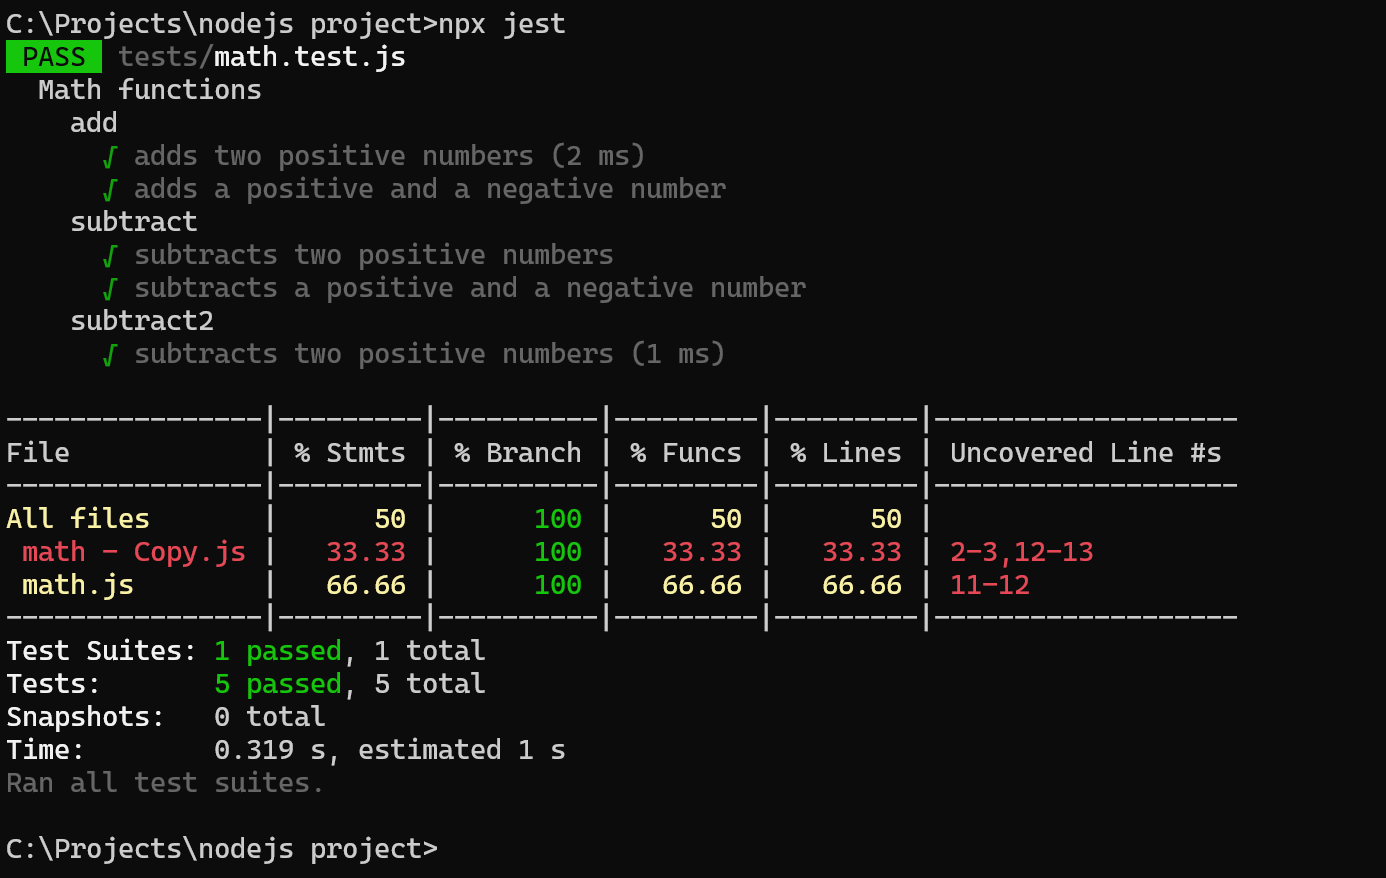 C:\Projects\nodejs project>npx jest
PASS tests/math.test.js
Math functions
add
√ adds two positive numbers (2 ms)
√ adds a positive and a negative number
subtract
√ subtracts two positive numbers
√ subtracts a positive and a negative number
subtract2
√ subtracts two positive numbers (1 ms)
----------------|---------|----------|---------|---------|-------------------
File            | % Stmts | % Branch | % Funcs | % Lines | Uncovered Line #s
----------------|---------|----------|---------|---------|-------------------
All files       |      50 |      100 |      50 |      50 |
 math - Copy.js |   33.33 |      100 |   33.33 |   33.33 | 2-3,12-13
 math.js        |   66.66 |      100 |   66.66 |   66.66 | 11-12
----------------|---------|----------|---------|---------|-------------------
Test Suites: 1 passed, 1 total
Tests:       5 passed, 5 total
Snapshots:   0 total
Time:        0.319 s, estimated 1 s
Ran all test suites.
C:\Projects\nodejs project>